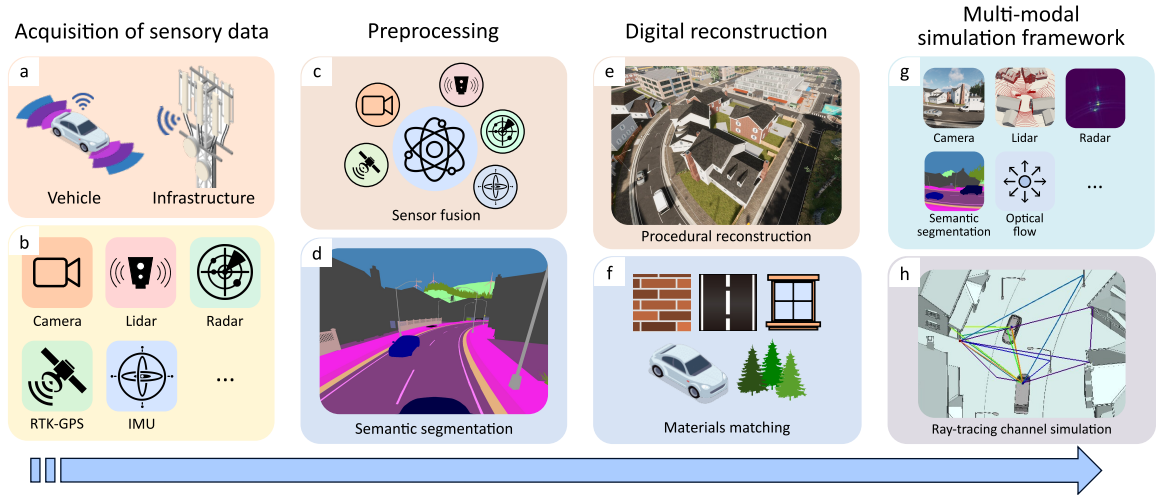 Acquisition of sensory data
Preprocessing
Digital reconstruction
Multi-modal
simulation framework
a
Vehicle
Infrastructure
b
Camera
Lidar
Radar
RTK-GPS
IMU
...
c
Sensor fusion
d
Semantic segmentation
e
Procedural reconstruction
f
Materials matching
g
Camera
Lidar
Radar
Semantic
segmentation
Optical
flow
...
h
Ray-tracing channel simulation